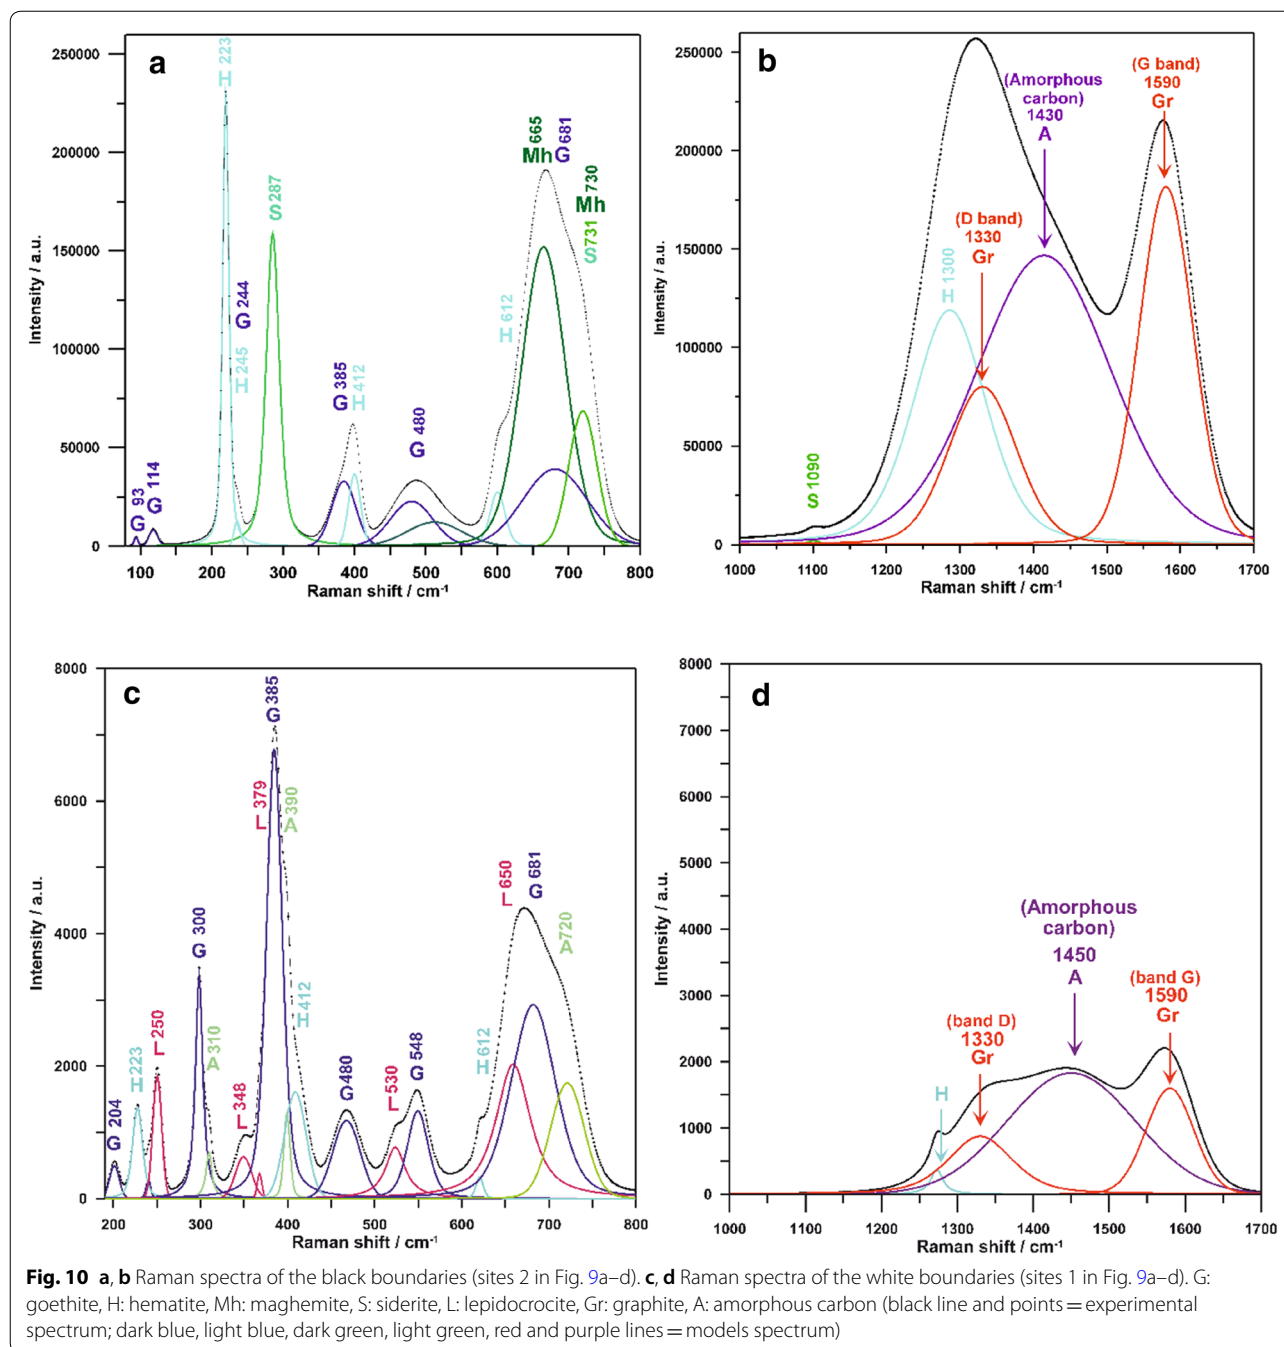 a
250000
200000
150000
100000
50000
0
Intensity / a.u.
H 223
G 244
H 245
S 287
G 93
G 114
G 385
H 412
G 480
H 612
Mh 665
G 681
Mh 730
S 731
100 200 300 400 500 600 700 800
Raman shift / cm-1
b
250000
200000
150000
100000
50000
0
Intensity / a.u.
(Amorphous
carbon)
1430
A
(G band)
1590
Gr
(D band)
1330
Gr
H 1300
S 1090
1000 1100 1200 1300 1400 1500 1600 1700
Raman shift / cm-1
c
8000
6000
4000
2000
0
Intensity / a.u.
G 385
L 379
A 390
G 300
A 310
L 250
H 223
G 204
L 348
H 412
G 480
L 530
G 548
H 612
L 650
G 681
A 720
200 300 400 500 600 700 800
Raman shift / cm-1
d
8000
7000
6000
5000
4000
3000
2000
1000
0
Intensity / a.u.
(Amorphous
carbon)
1450
A
(band G)
1590
Gr
(band D)
1330
Gr
H
1000 1100 1200 1300 1400 1500 1600 1700
Raman shift / cm-1
Fig. 10 a, b Raman spectra of the black boundaries (sites 2 in Fig. 9a–d). c, d Raman spectra of the white boundaries (sites 1 in Fig. 9a–d). G:
goethite, H: hematite, Mh: maghemite, S: siderite, L: lepidocrocite, Gr: graphite, A: amorphous carbon (black line and points = experimental
spectrum; dark blue, light blue, dark green, light green, red and purple lines = models spectrum)